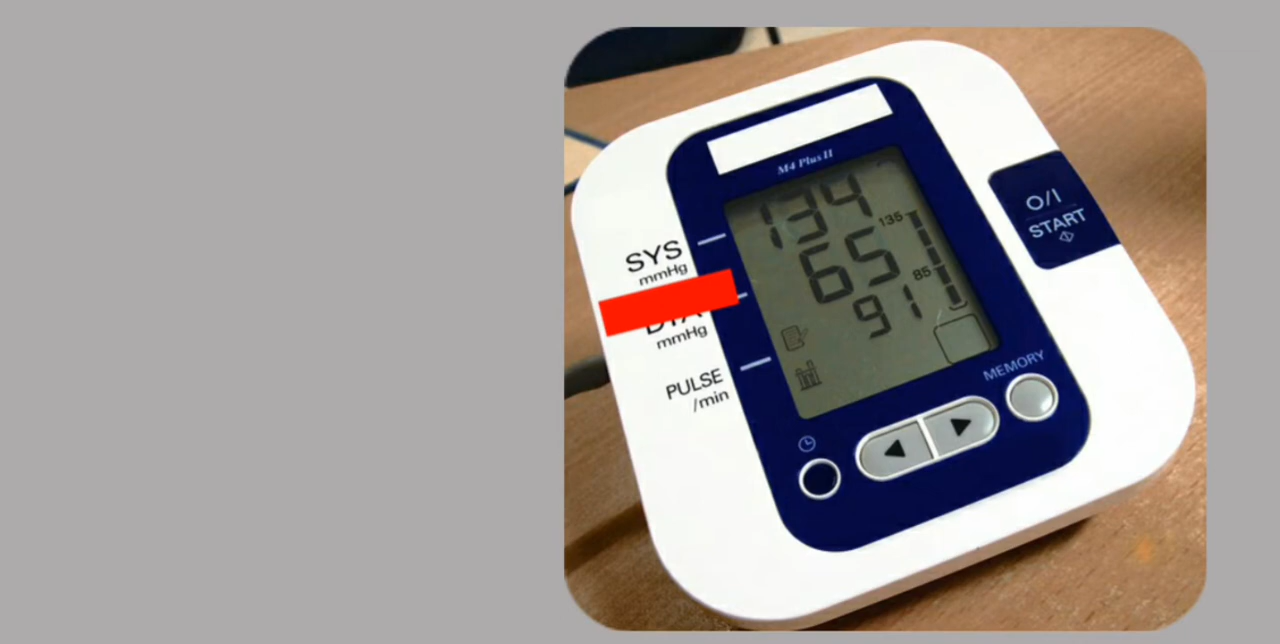 M4 Plus II
134
135
65
85
91
SYS
mmHg
mmHg
PULSE
/min
O/I
START
MEMORY